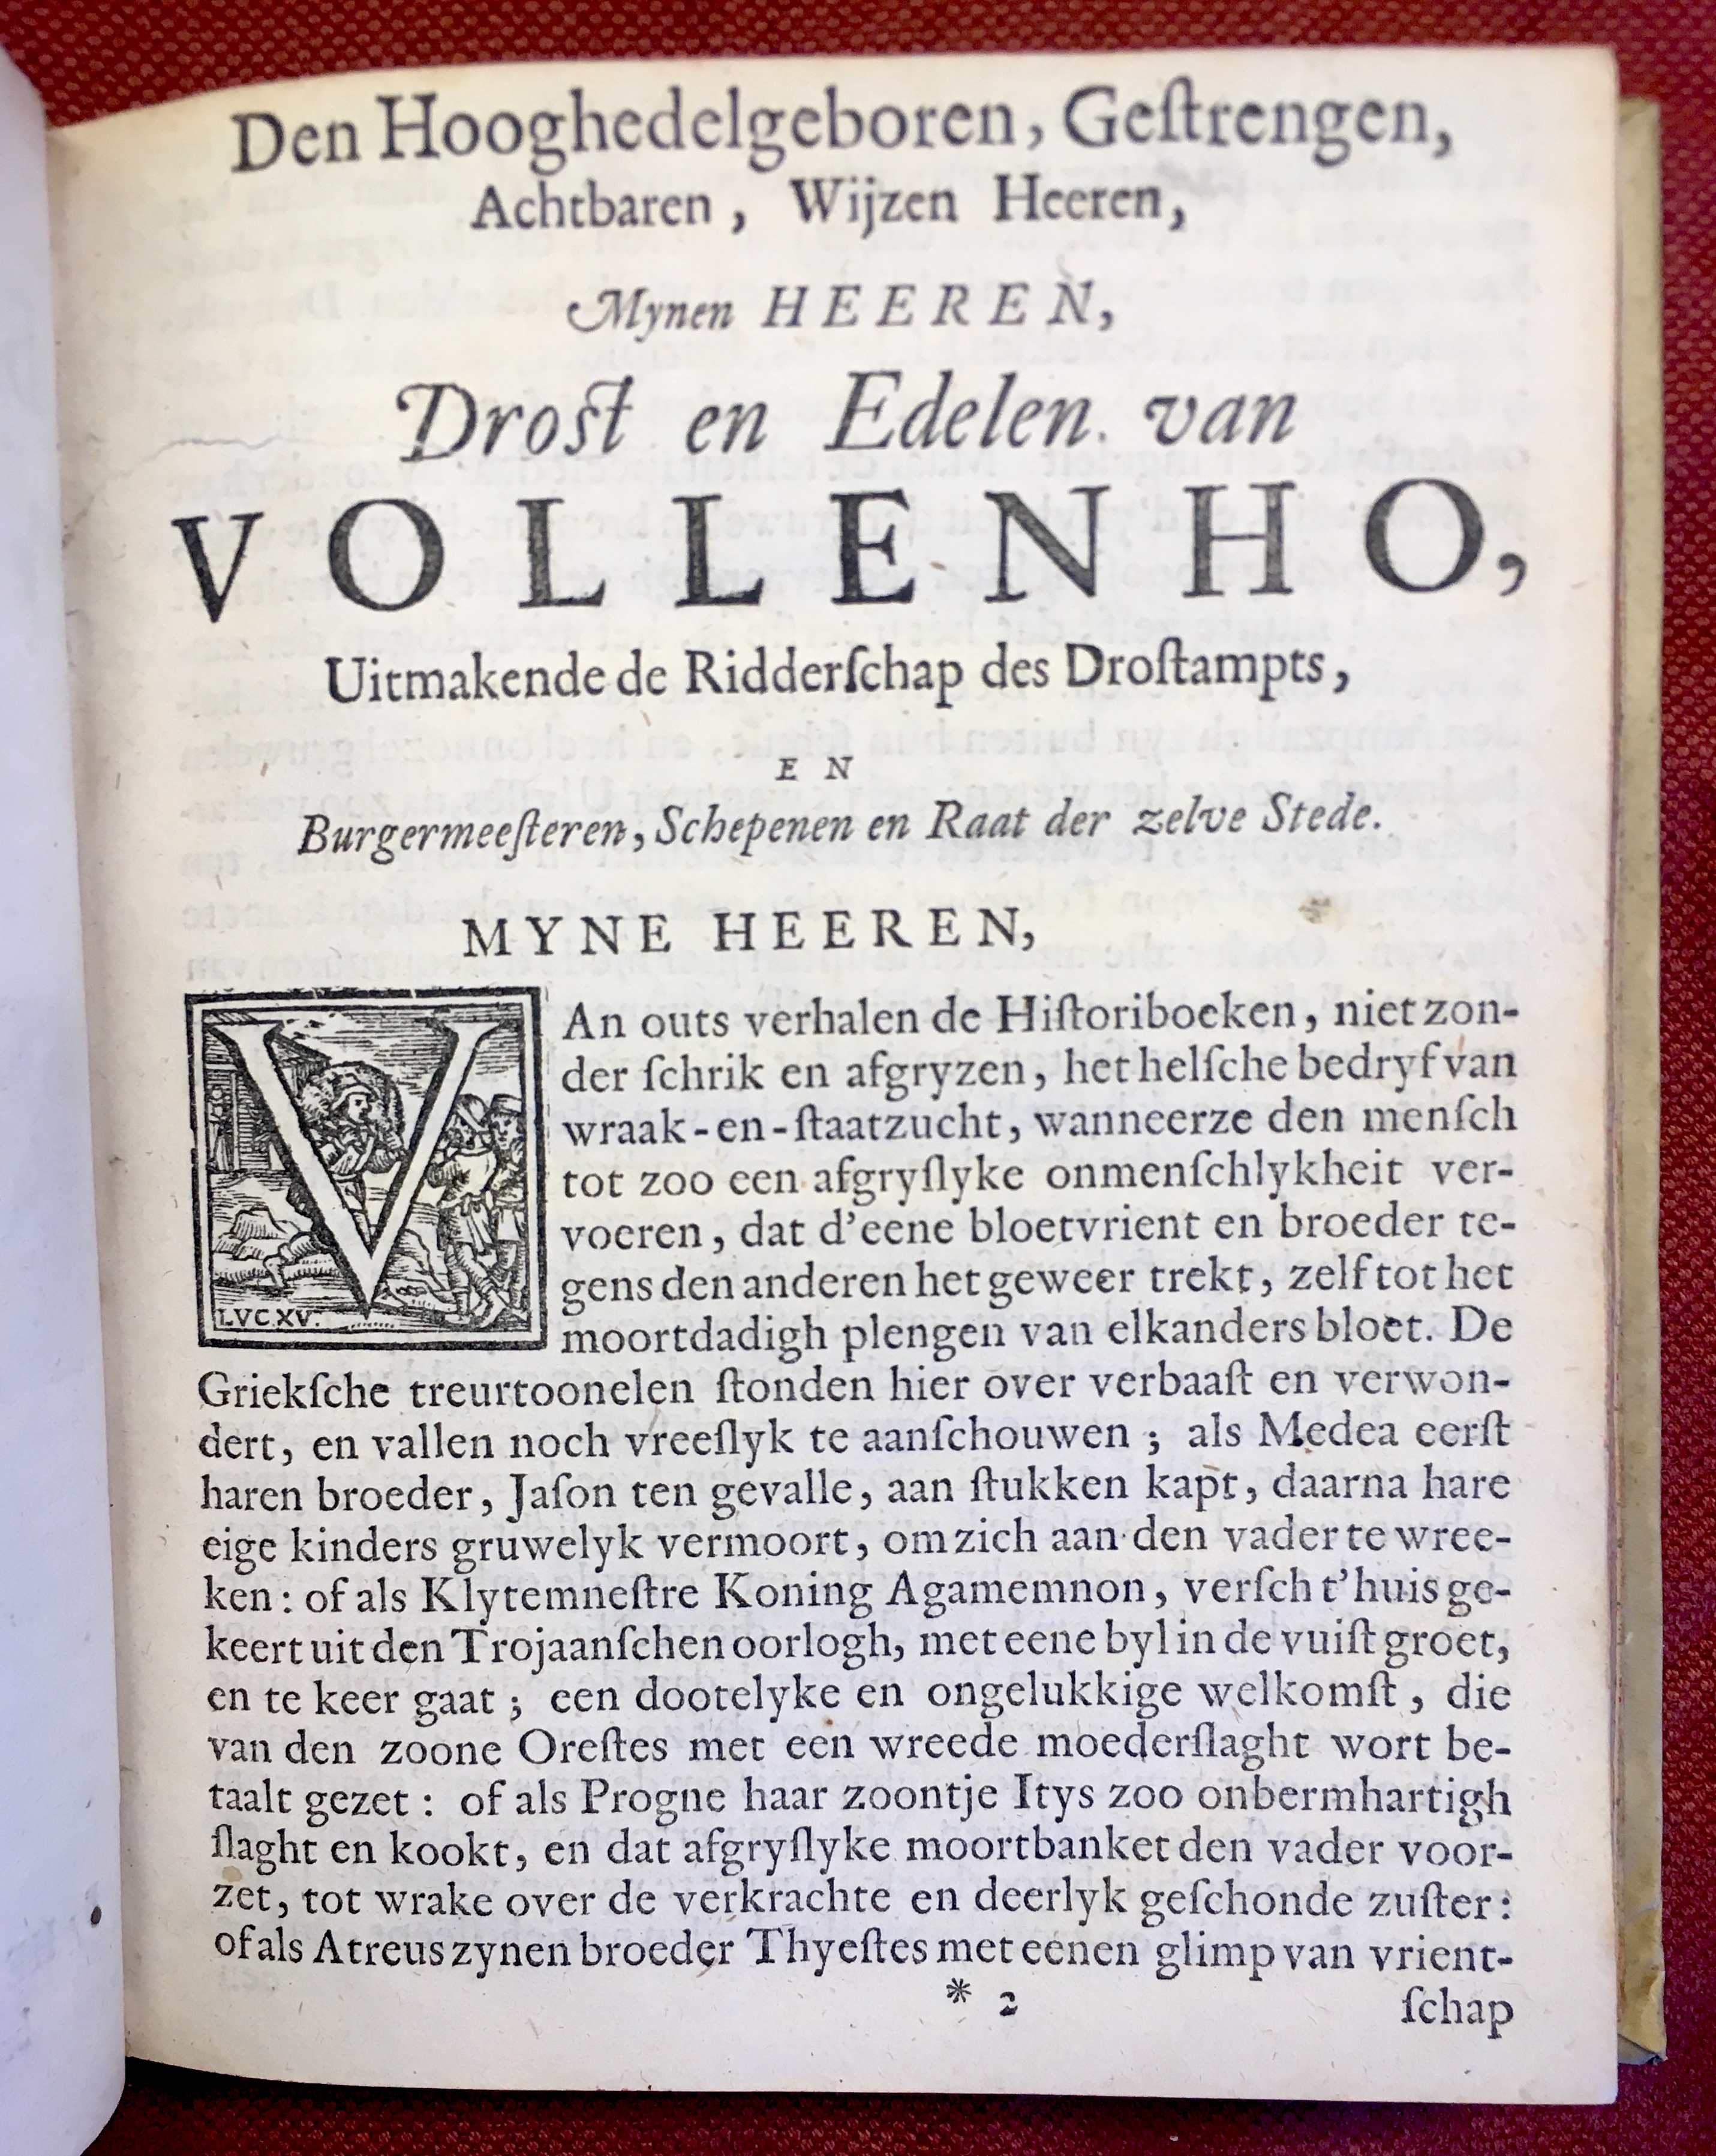 Den Hooghedelgeboren, Geſtrengen,
Achtbaren, Wijzen Heeren,
Mynen HEEREN,
Droſt en Edelen van
VOLLENHO,
Uitmakende de Ridderſchap des Droſtampts,
EN
Burgermeeſteren, Schepenen en Raat der zelve Stede.
MYNE HEEREN,
VAn outs verhalen de Hiſtoriboeken, niet zon-
der ſchrik en afgryzen, het helſche bedryf van
wraak-en-ſtaatzucht, wanneerze den menſch
tot zoo een afgryſlyke onmenſchlykheit ver-
voeren, dat d'eene bloetvrient en broeder te-
gens den anderen het geweer trekt, zelf tot het
moortdadigh plengen van elkanders bloet. De
LVC.XV.
Griekſche treurtoonelen ſtonden hier over verbaaſt en verwon-
dert, en vallen noch vreeſlyk te aanſchouwen ; als Medea eerſt
haren broeder, Jaſon ten gevalle, aan ſtukken kapt, daarna hare
eige kinders gruwelyk vermoort, om zich aan den vader te wree-
ken : of als Klytemneſtre Koning Agamemnon, verſch t'huis ge-
keert uit den Trojaanſchen oorlogh, met eene byl in de vuiſt groet,
en te keer gaat ; een dootelyke en ongelukkige welkomſt, die
van den zoone Oreſtes met een wreede moederſlaght wort be-
taalt gezet : of als Progne haar zoontje Itys zoo onbermhartigh
ſlaght en kookt, en dat afgryſlyke moortbanket den vader voor-
zet, tot wrake over de verkrachte en deerlyk geſchonde zuſter :
of als Atreus zynen broeder Thyeſtes met eenen glimp van vrient-
* 2
ſchap